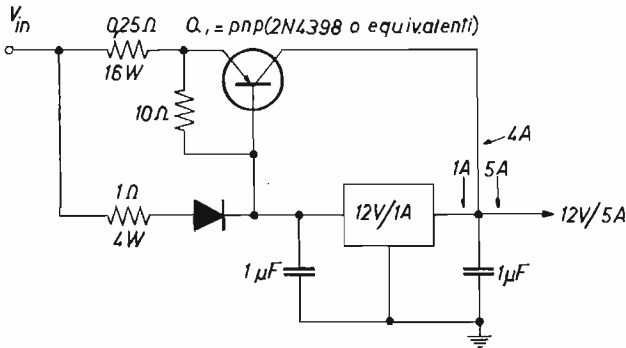 Vin
0,25Ω
16W
Q1=pnp(2N4398 o equivalenti)
10Ω
4A
1Ω
4W
12V/1A
1A
5A
12V/5A
1µF
1µF